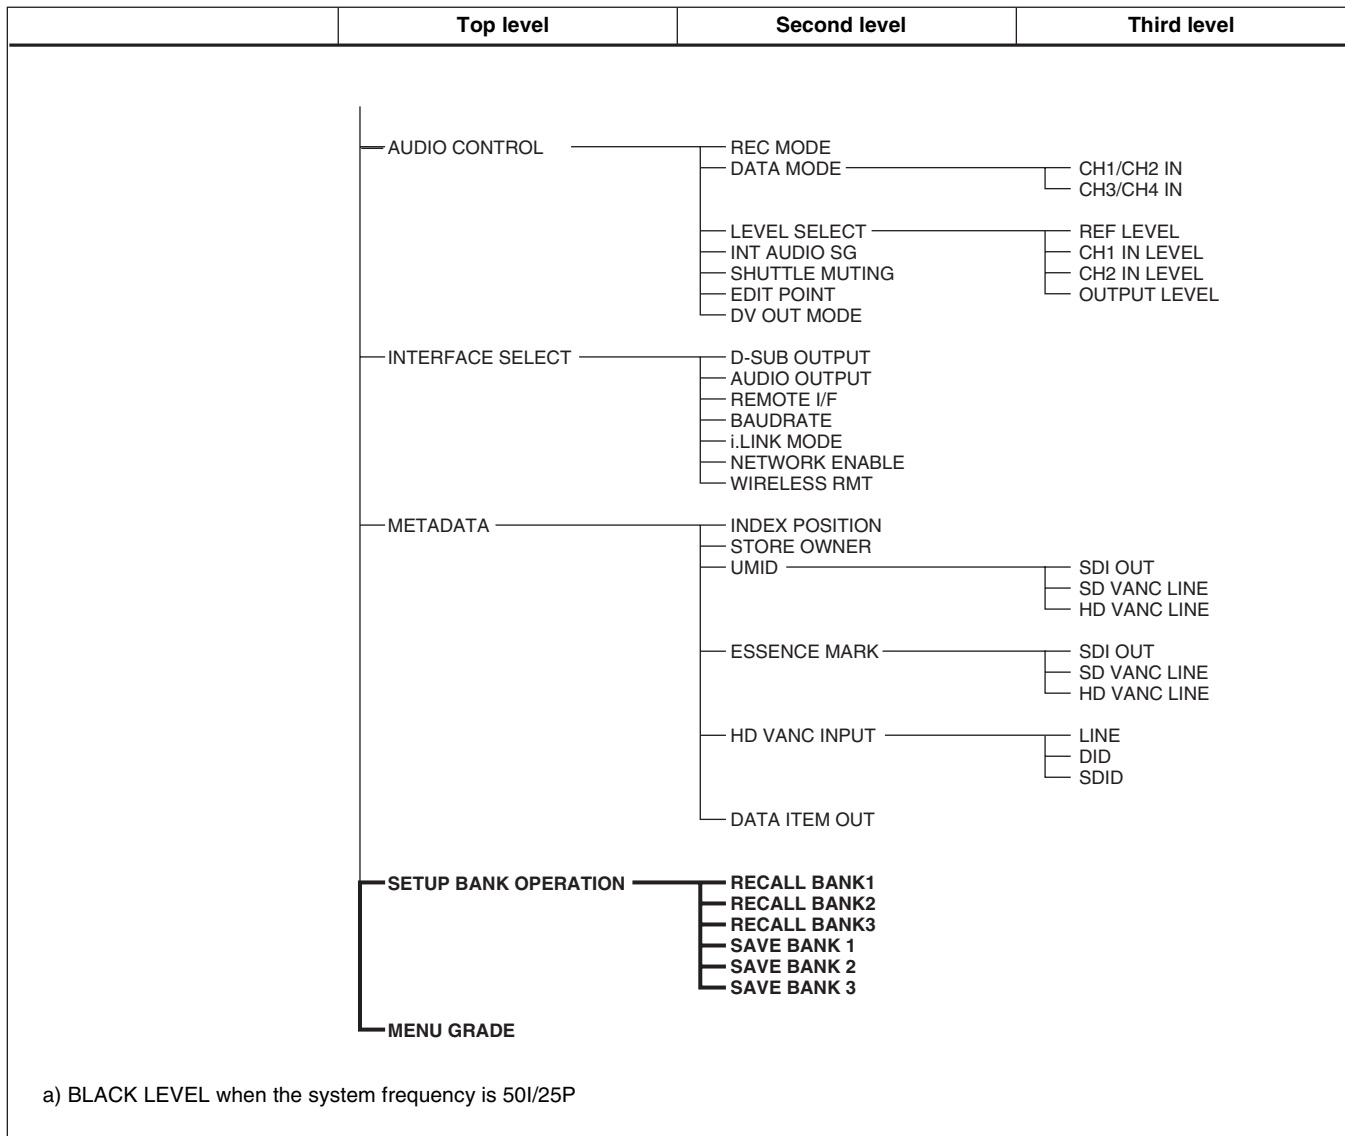 Top level Second level Third level
AUDIO CONTROL REC MODE
DATA MODE CH1/CH2 IN
CH3/CH4 IN
LEVEL SELECT REF LEVEL
INT AUDIO SG CH1 IN LEVEL
SHUTTLE MUTING CH2 IN LEVEL
EDIT POINT OUTPUT LEVEL
DV OUT MODE
INTERFACE SELECT D-SUB OUTPUT
AUDIO OUTPUT
REMOTE I/F
BAUDRATE
i.LINK MODE
NETWORK ENABLE
WIRELESS RMT
METADATA INDEX POSITION
STORE OWNER
UMID SDI OUT
SD VANC LINE
HD VANC LINE
ESSENCE MARK SDI OUT
SD VANC LINE
HD VANC LINE
HD VANC INPUT LINE
DID
SDID
DATA ITEM OUT
SETUP BANK OPERATION RECALL BANK1
RECALL BANK2
RECALL BANK3
SAVE BANK 1
SAVE BANK 2
SAVE BANK 3
MENU GRADE
a) BLACK LEVEL when the system frequency is 50I/25P